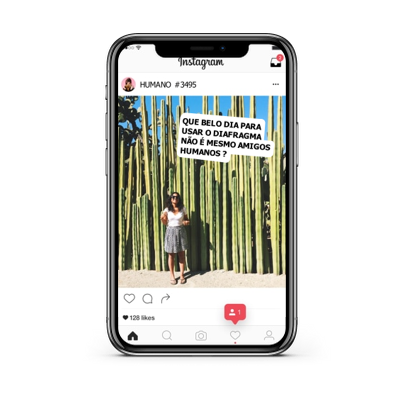 Instagram
HUMANO #3495
QUE BELO DIA PARA
USAR O DIAFRAGMA
NÃO É MESMO AMIGOS
HUMANOS ?
128 likes
1